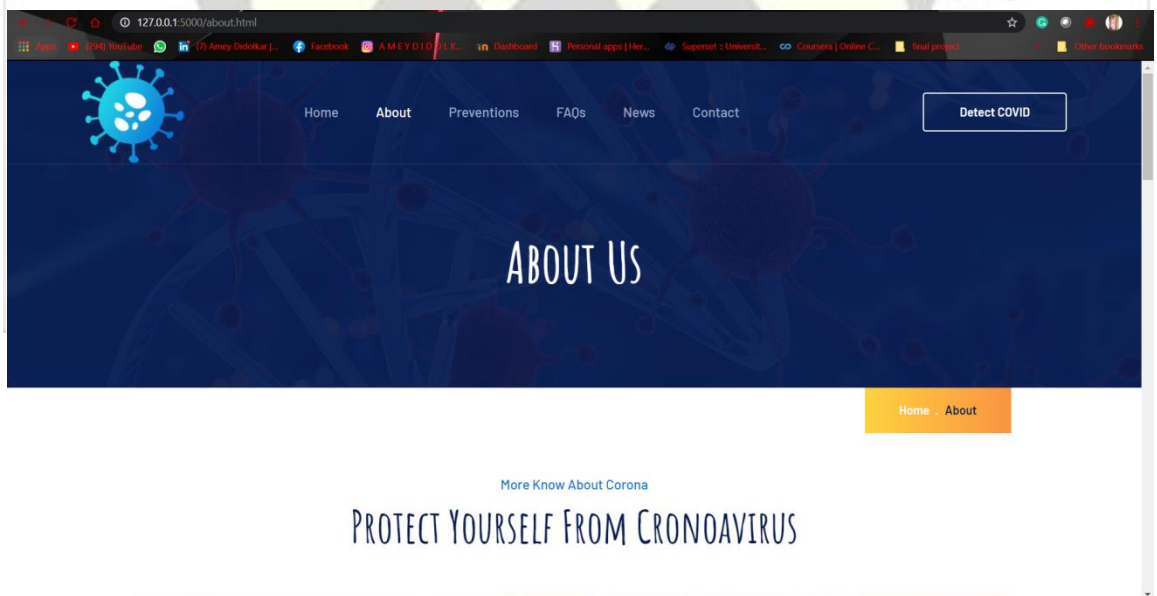 127.0.0.1:5000/about.html
Apps (294) YouTube (7) Amey Didolkar |... Facebook Dashboard Personal apps | Her... Superset :: Universit... Coursera | Online C... final project Other bookmarks
Home About Preventions FAQs News Contact Detect COVID
About Us
Home . About
More Know About Corona
Protect Yourself From Cronoavirus